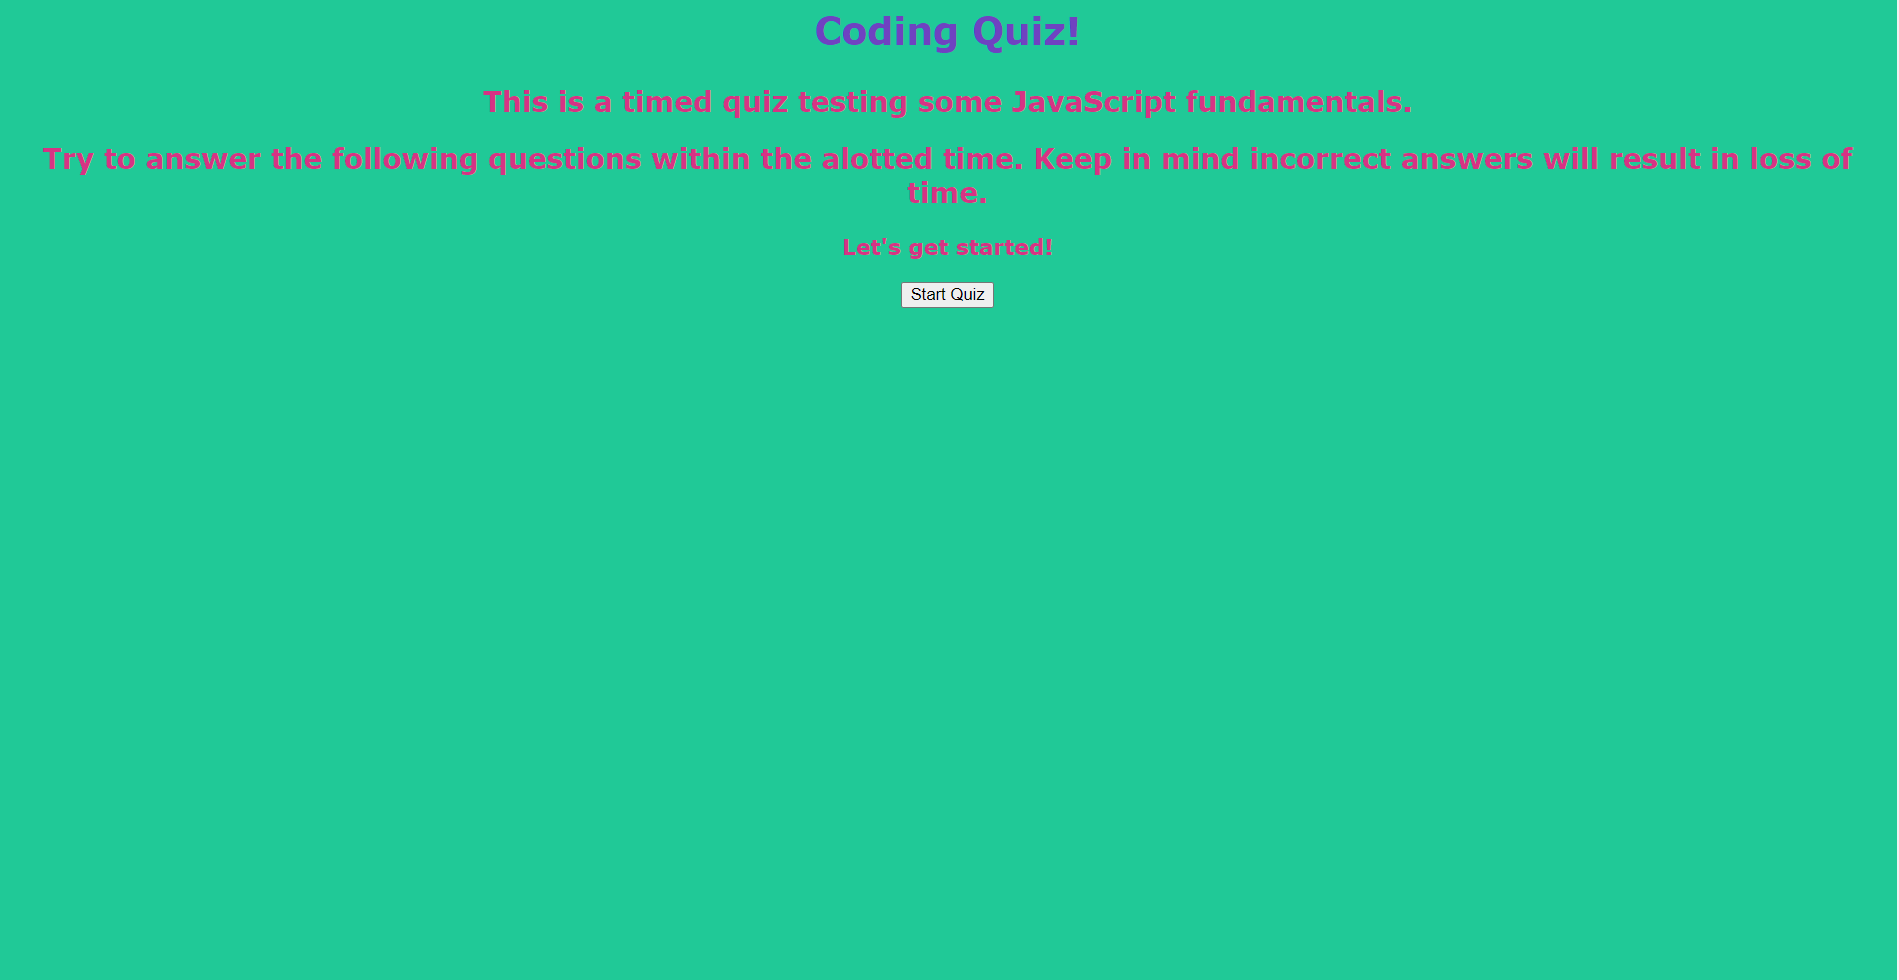 Coding Quiz!
This is a timed quiz testing some JavaScript fundamentals.
Try to answer the following questions within the alotted time. Keep in mind incorrect answers will result in loss of
time.
Let's get started!
Start Quiz